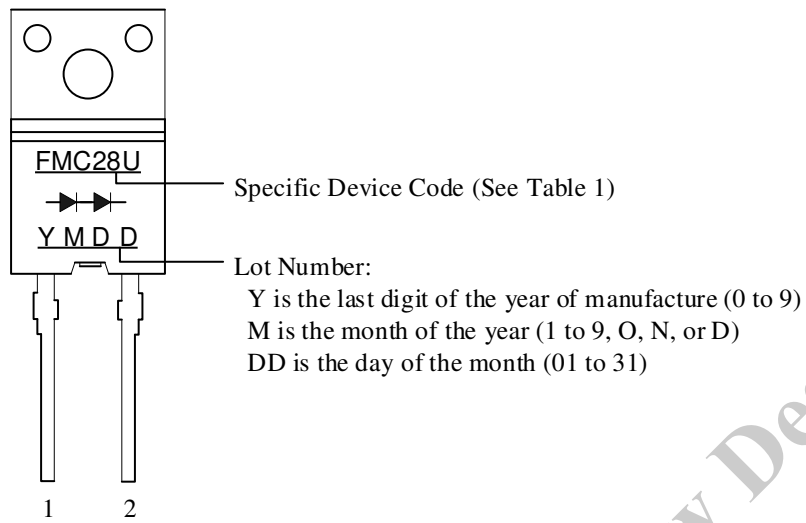 FMC28U
Specific Device Code (See Table 1)
Y M D D
Lot Number:
Y is the last digit of the year of manufacture (0 to 9)
M is the month of the year (1 to 9, O, N, or D)
DD is the day of the month (01 to 31)
1 2